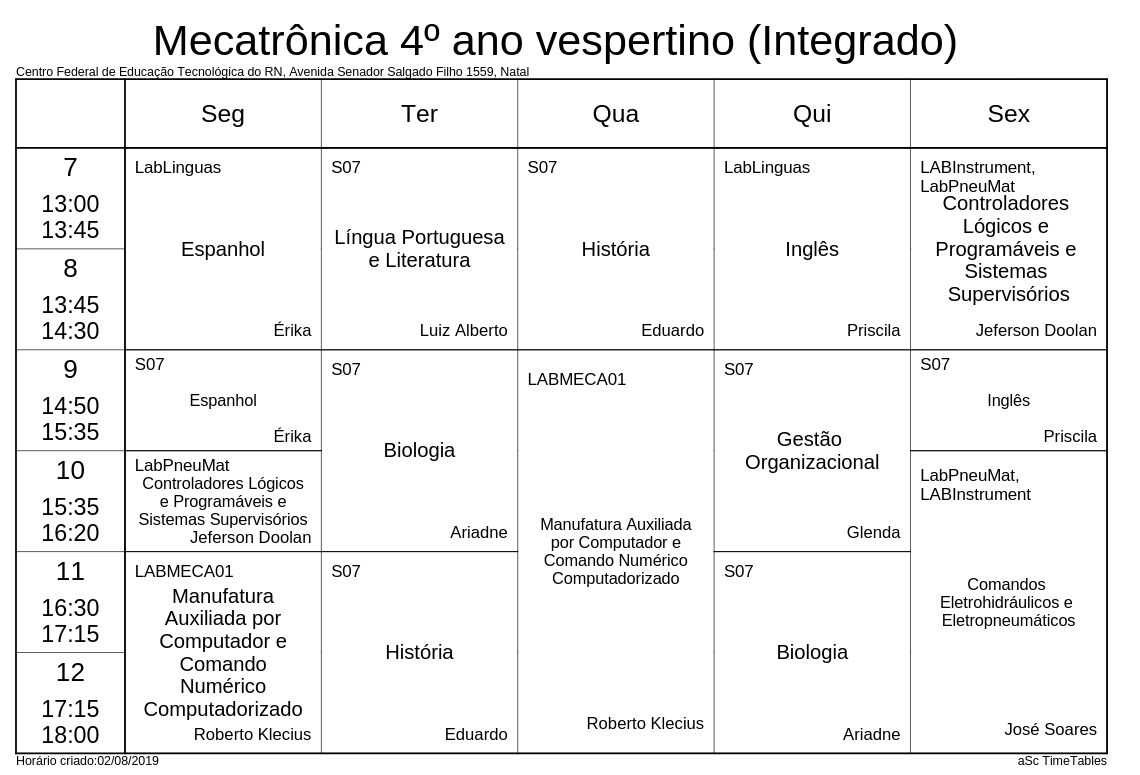 Mecatrônica 4º ano vespertino (Integrado)
Centro Federal de Educação Tecnológica do RN, Avenida Senador Salgado Filho 1559, Natal
Seg
Ter
Qua
Qui
Sex
7
13:00
13:45
LabLinguas
Espanhol
Érika
S07
Língua Portuguesa
e Literatura
Luiz Alberto
S07
História
Eduardo
LabLinguas
Inglês
Priscila
LABInstrument,
LabPneuMat
Controladores
Lógicos e
Programáveis e
Sistemas
Supervisórios
Jeferson Doolan
8
13:45
14:30
9
14:50
15:35
S07
Espanhol
Érika
S07
Biologia
Ariadne
LABMECA01
Manufatura Auxiliada
por Computador e
Comando Numérico
Computadorizado
Roberto Klecius
S07
Gestão
Organizacional
Glenda
S07
Inglês
Priscila
10
15:35
16:20
LabPneuMat
Controladores Lógicos
e Programáveis e
Sistemas Supervisórios
Jeferson Doolan
LabPneuMat,
LABInstrument
Comandos
Eletrohidráulicos e
Eletropneumáticos
José Soares
11
16:30
17:15
LABMECA01
Manufatura
Auxiliada por
Computador e
Comando
Numérico
Computadorizado
Roberto Klecius
S07
História
Eduardo
S07
Biologia
Ariadne
12
17:15
18:00
Horário criado:02/08/2019
aSc TimeTables